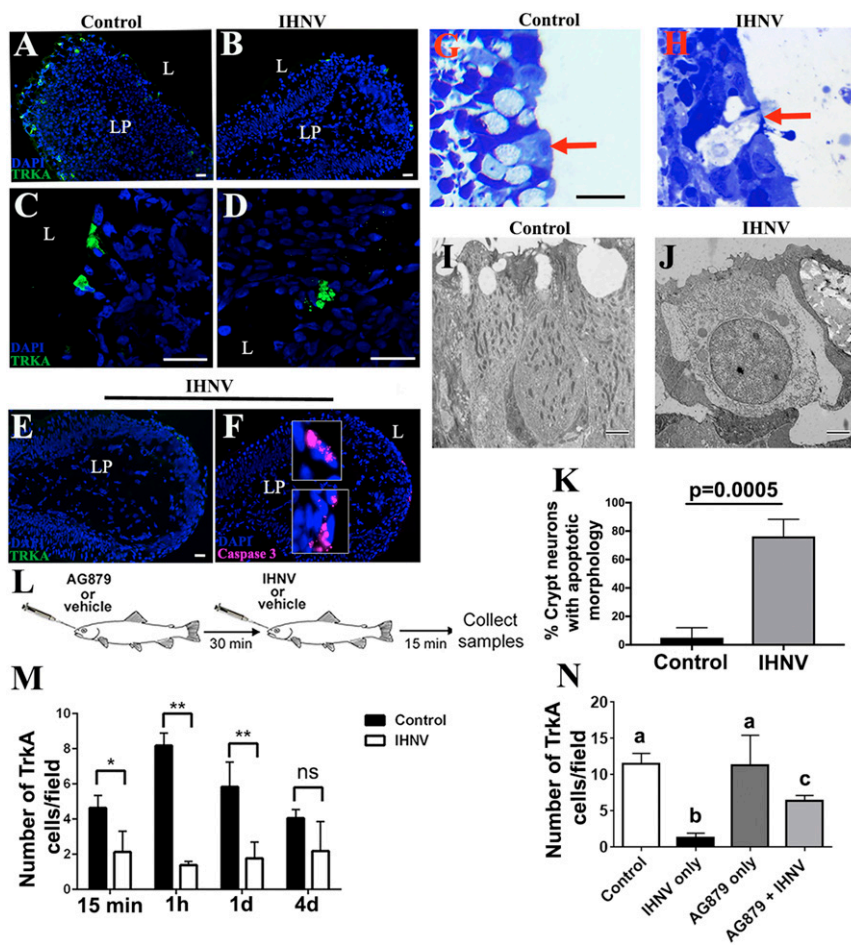 Control
IHNV
A
L
LP
DAPI
TRKA
B
L
LP
C
L
DAPI
TRKA
D
L
DAPI
TRKA
IHNV
E
LP
DAPI
TRKA
F
L
LP
DAPI
Caspase 3
Control
IHNV
G
H
Control
IHNV
I
J
K
p=0.0005
% Crypt neurons
with apoptotic
morphology
100
80
60
40
20
0
Control
IHNV
L
AG879
or
vehicle
30 min
IHNV
or
vehicle
15 min
Collect
samples
M
Number of TrkA
cells/field
10
8
6
4
2
0
*
**
**
ns
Control
IHNV
15 min
1h
1d
4d
N
Number of TrkA
cells/field
15
10
5
0
a
b
a
c
Control
IHNV only
AG879 only
AG879 + IHNV